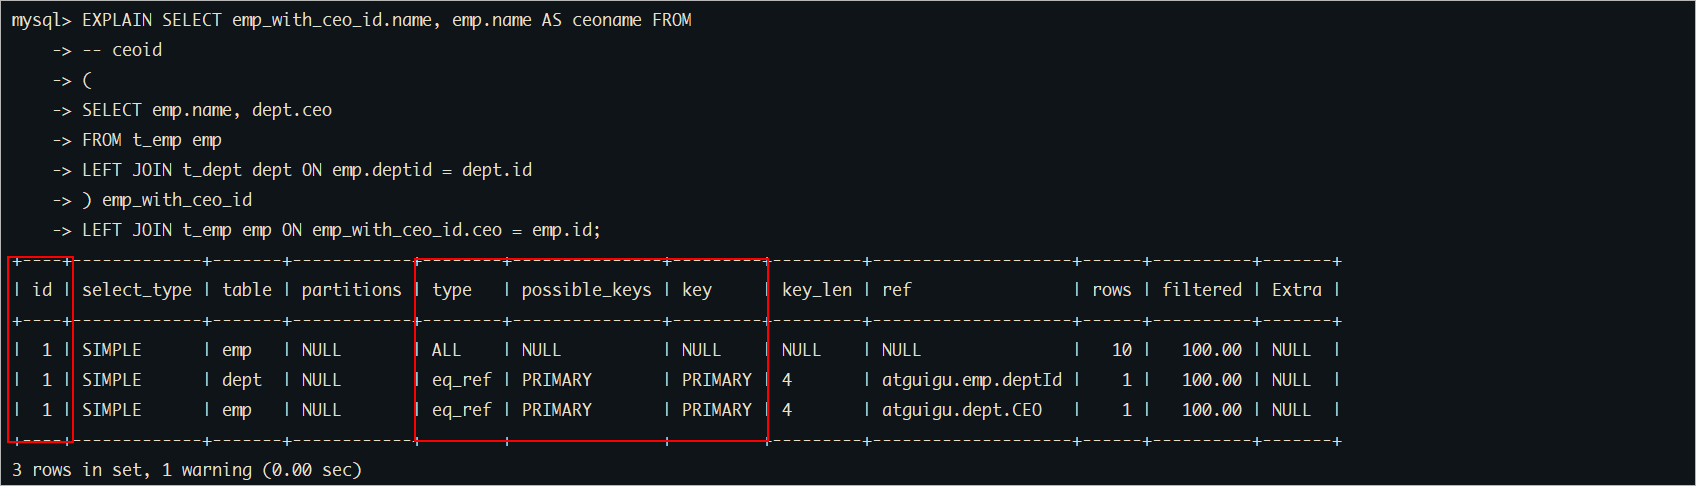 mysql> EXPLAIN SELECT emp_with_ceo_id.name, emp.name AS ceoname FROM
    -> -- ceoid
    -> (
    -> SELECT emp.name, dept.ceo
    -> FROM t_emp emp
    -> LEFT JOIN t_dept dept ON emp.deptid = dept.id
    -> ) emp_with_ceo_id
    -> LEFT JOIN t_emp emp ON emp_with_ceo_id.ceo = emp.id;
+----+-------------+-------+------------+--------+---------------+---------+---------+--------------------+------+----------+-------+
| id | select_type | table | partitions | type   | possible_keys | key     | key_len | ref                | rows | filtered | Extra |
+----+-------------+-------+------------+--------+---------------+---------+---------+--------------------+------+----------+-------+
|  1 | SIMPLE      | emp   | NULL       | ALL    | NULL          | NULL    | NULL    | NULL               |   10 |   100.00 | NULL  |
|  1 | SIMPLE      | dept  | NULL       | eq_ref | PRIMARY       | PRIMARY | 4       | atguigu.emp.deptId |    1 |   100.00 | NULL  |
|  1 | SIMPLE      | emp   | NULL       | eq_ref | PRIMARY       | PRIMARY | 4       | atguigu.dept.CEO   |    1 |   100.00 | NULL  |
+----+-------------+-------+------------+--------+---------------+---------+---------+--------------------+------+----------+-------+
3 rows in set, 1 warning (0.00 sec)